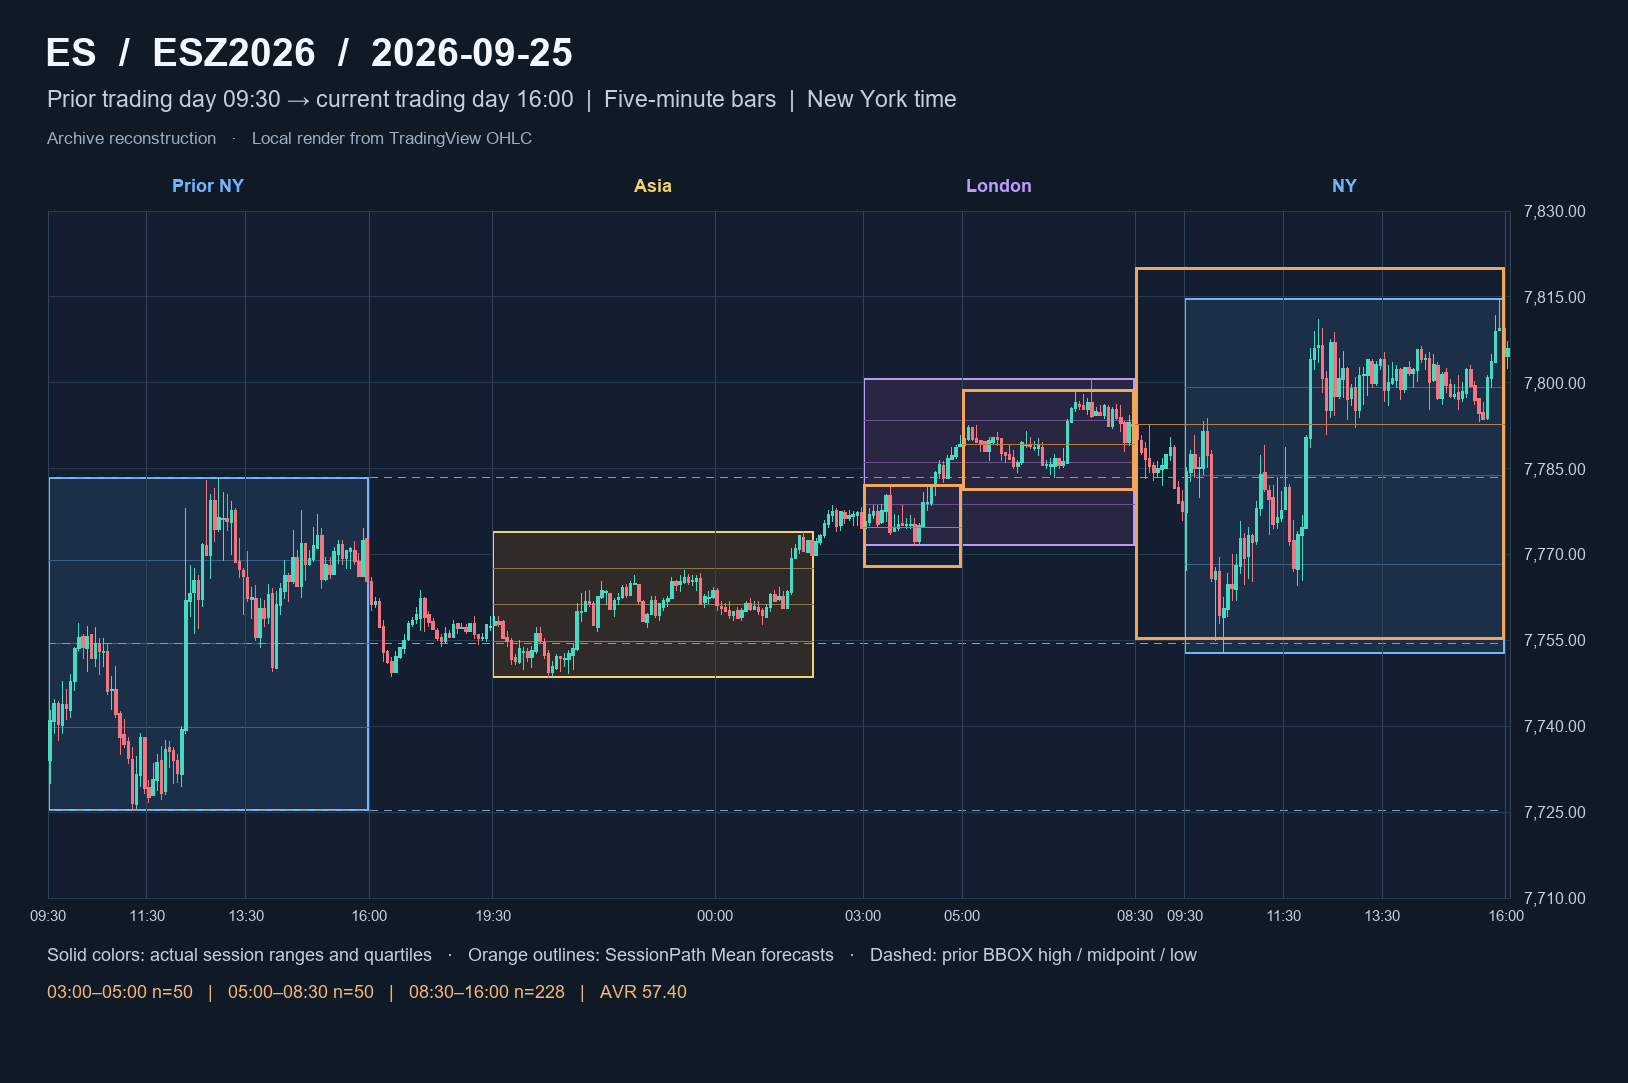 ES / ESZ2026 / 2026-09-25
Prior trading day 09:30 → current trading day 16:00 | Five-minute bars | New York time
Archive reconstruction · Local render from TradingView OHLC
Prior NY Asia London NY
7,830.00
7,815.00
7,800.00
7,785.00
7,770.00
7,755.00
7,740.00
7,725.00
7,710.00
09:30 11:30 13:30 16:00 19:30 00:00 03:00 05:00 08:30 09:30 11:30 13:30 16:00
Solid colors: actual session ranges and quartiles · Orange outlines: SessionPath Mean forecasts · Dashed: prior BBOX high / midpoint / low
03:00–05:00 n=50 | 05:00–08:30 n=50 | 08:30–16:00 n=228 | AVR 57.40